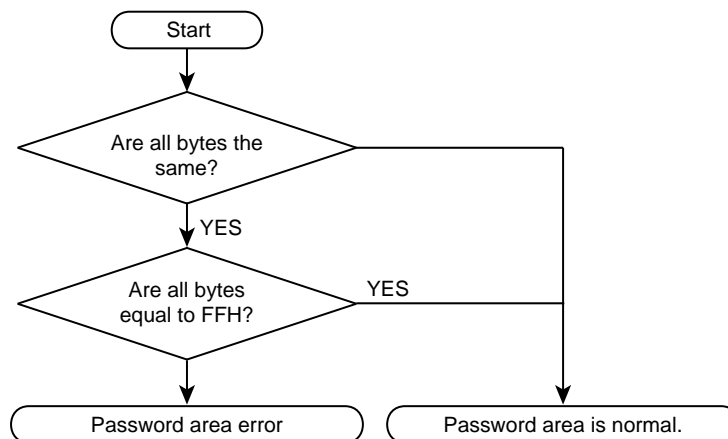 Start
Are all bytes the
same?
YES
Are all bytes
equal to FFH?
YES
Password area error
Password area is normal.